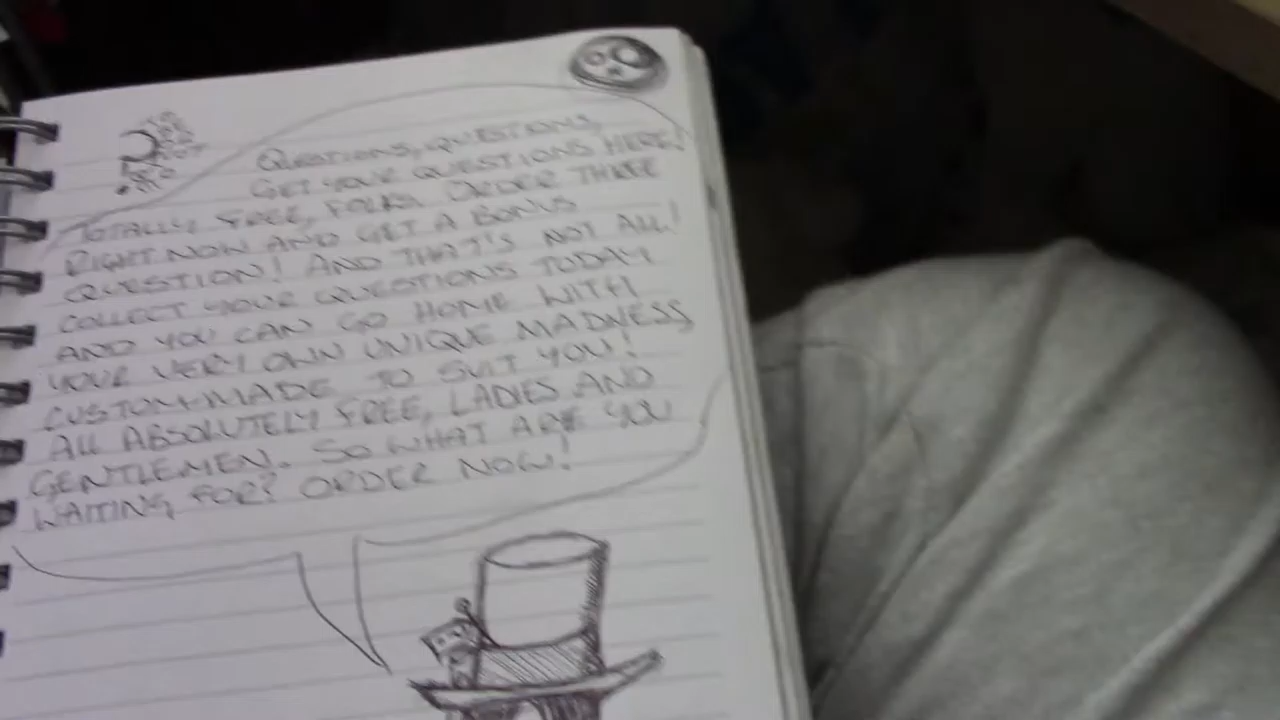 QUESTIONS, QUESTIONS,
GET YOUR QUESTIONS HERE!
TOTALLY FREE, FOLKS. ORDER THREE
RIGHT NOW AND GET A BONUS
QUESTION! AND THAT'S NOT ALL!
COLLECT YOUR QUESTIONS TODAY
AND YOU CAN GO HOME WITH
YOUR VERY OWN UNIQUE MADNESS
CUSTOM-MADE TO SUIT YOU!
ALL ABSOLUTELY FREE, LADIES AND
GENTLEMEN. SO WHAT ARE YOU
WAITING FOR? ORDER NOW!